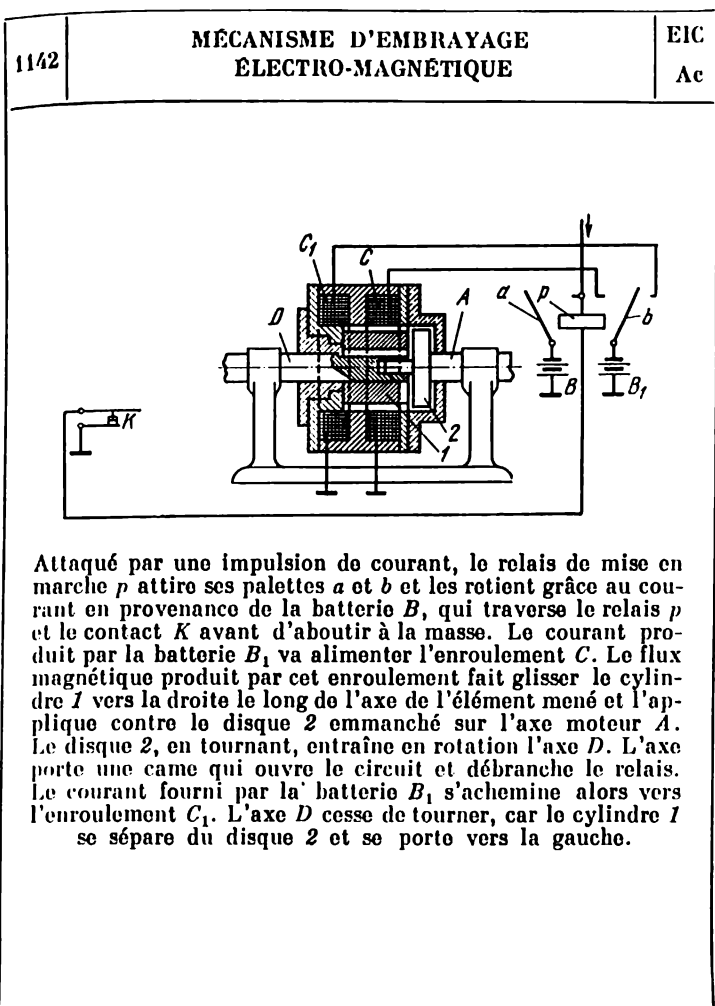 1142
MÉCANISME D'EMBRAYAGE
ÉLECTRO-MAGNÉTIQUE
ElC
Ac
C₁
C
D
A
a
p
b
B
B₁
K
1
2
Attaqué par une impulsion de courant, le relais de mise en
marche p attire ses palettes a et b et les retient grâce au cou-
rant en provenance de la batterie B, qui traverse le relais p
et le contact K avant d'aboutir à la masse. Le courant pro-
duit par la batterie B₁ va alimenter l'enroulement C. Le flux
magnétique produit par cet enroulement fait glisser le cylin-
dre 1 vers la droite le long de l'axe de l'élément mené et l'ap-
plique contre le disque 2 emmanché sur l'axe moteur A.
Le disque 2, en tournant, entraîne en rotation l'axe D. L'axe
porte une came qui ouvre le circuit et débranche le relais.
Le courant fourni par la batterie B₁ s'achemine alors vers
l'enroulement C₁. L'axe D cesse de tourner, car le cylindre 1
se sépare du disque 2 et se porte vers la gauche.